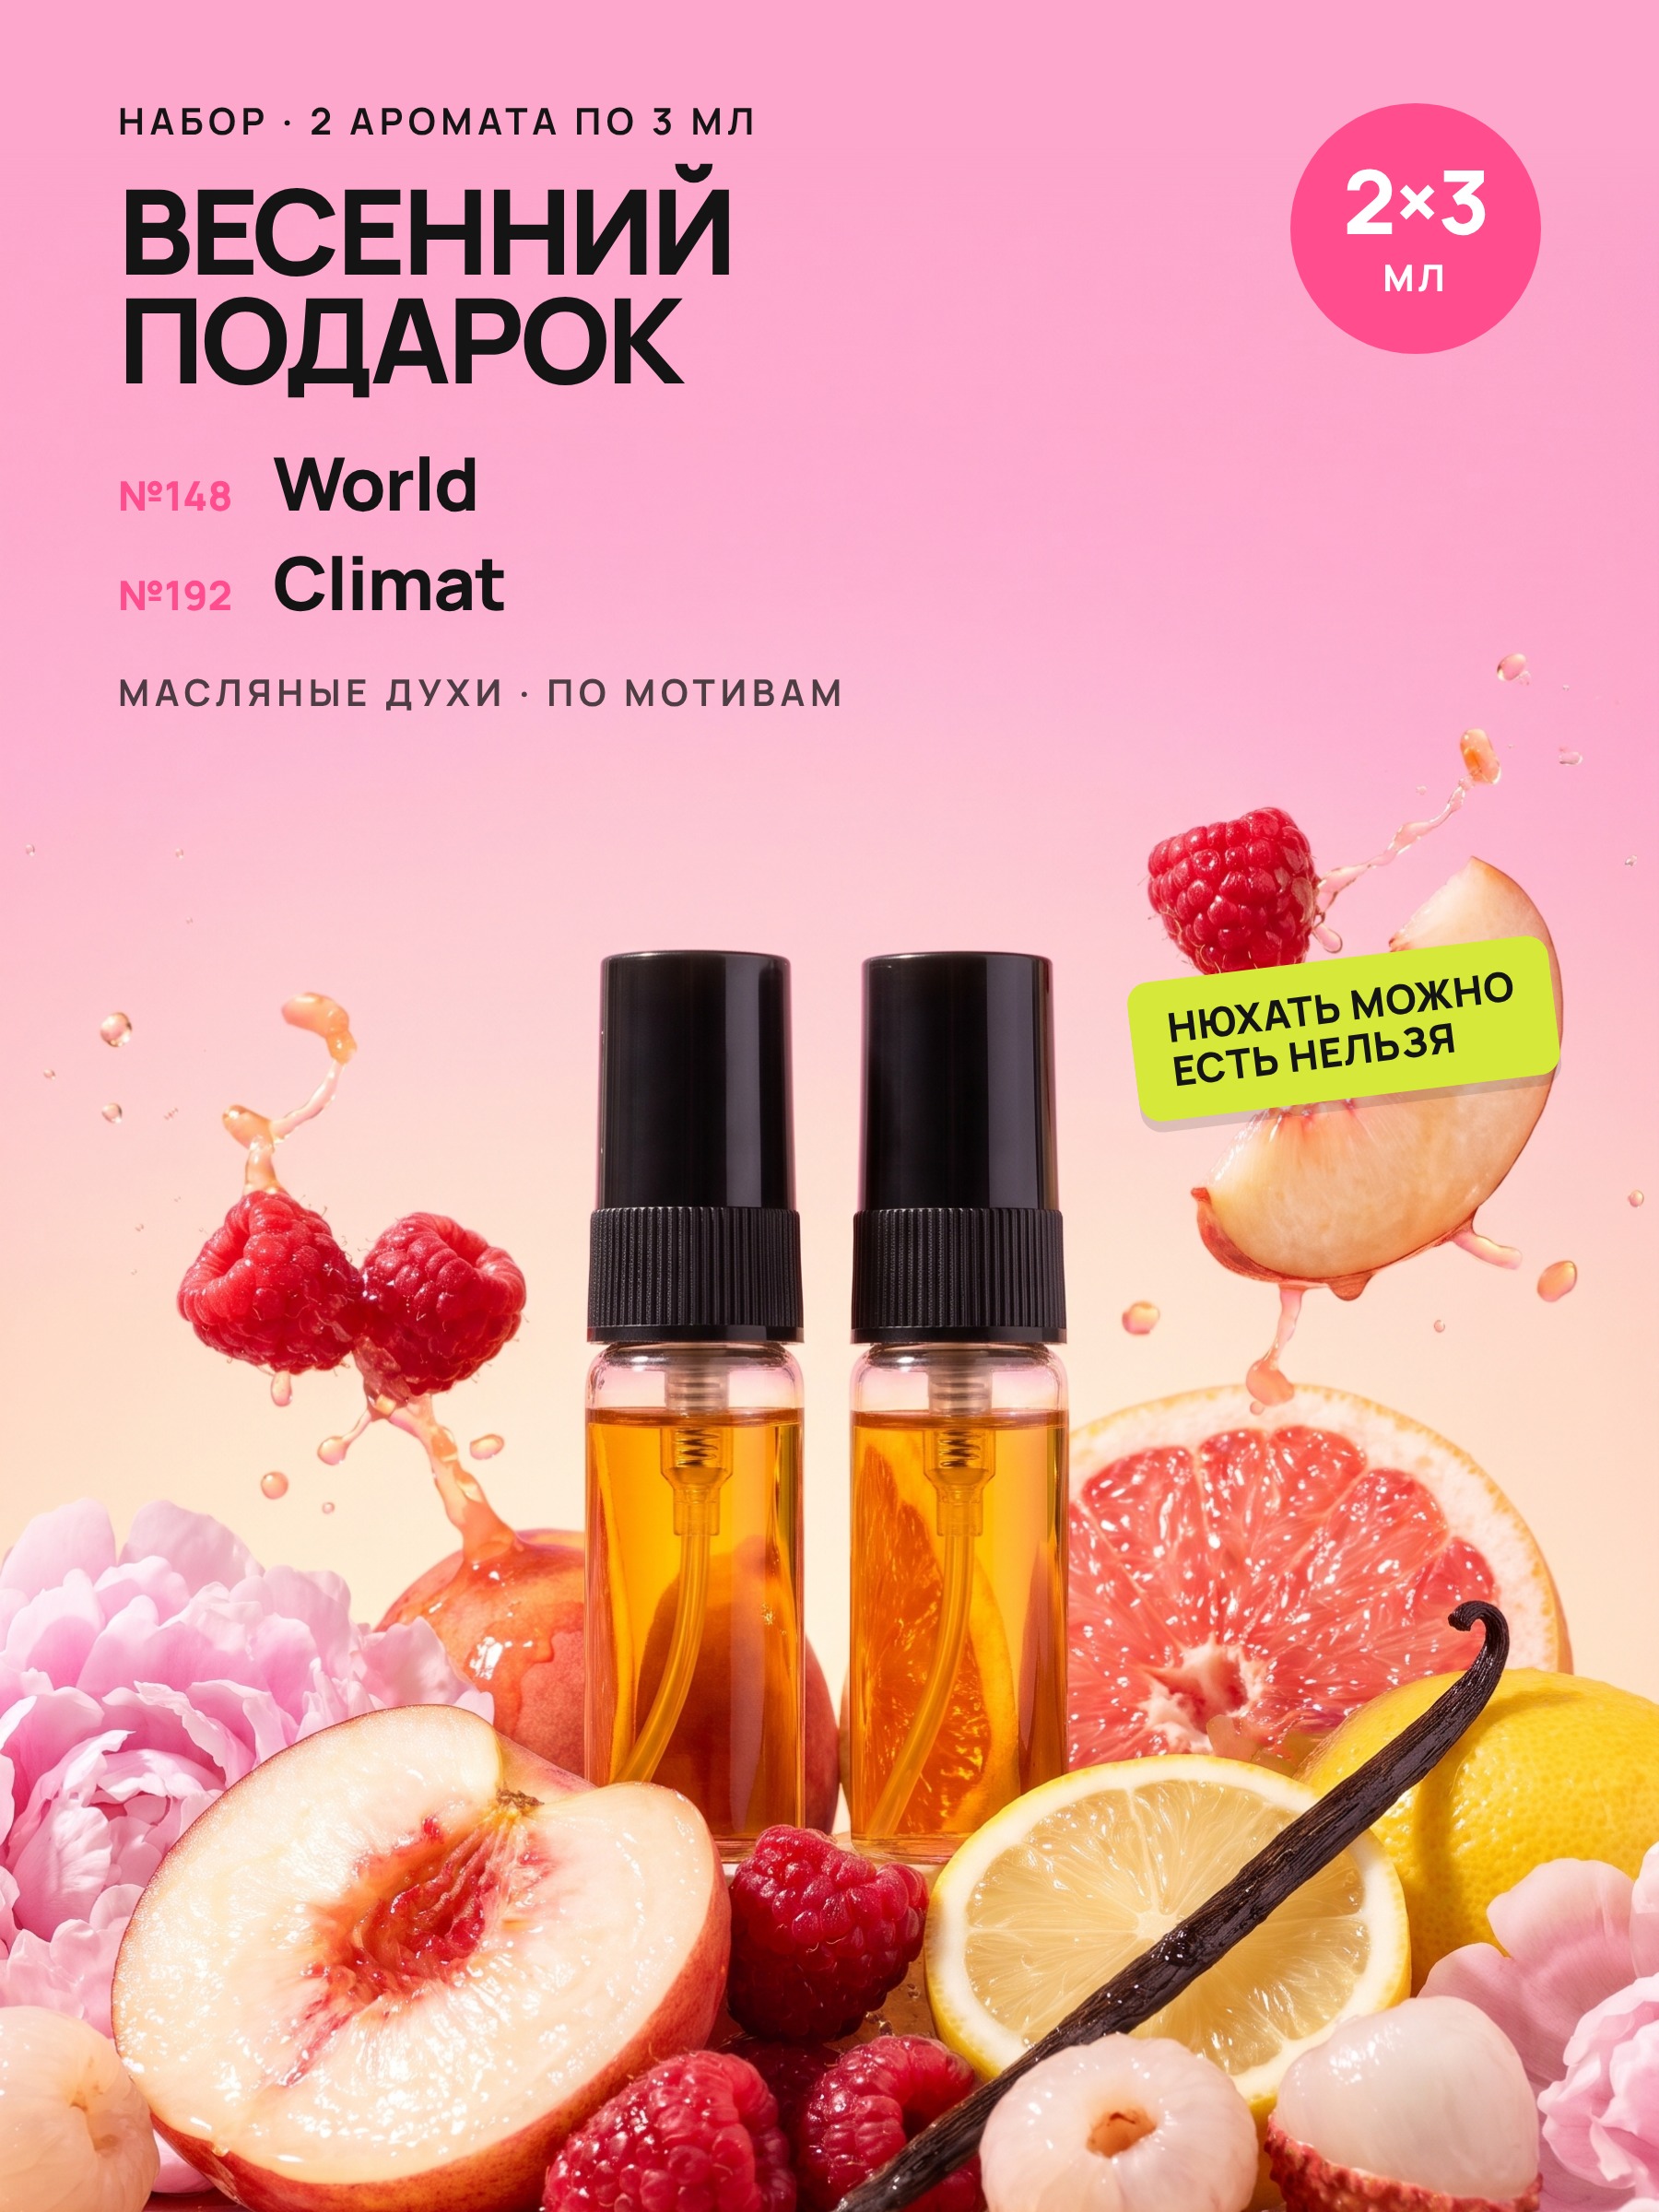 НАБОР · 2 АРОМАТА ПО 3 МЛ
ВЕСЕННИЙ
ПОДАРОК
2×3
МЛ
№148 World
№192 Climat
МАСЛЯНЫЕ ДУХИ · ПО МОТИВАМ
НЮХАТЬ МОЖНО
ЕСТЬ НЕЛЬЗЯ